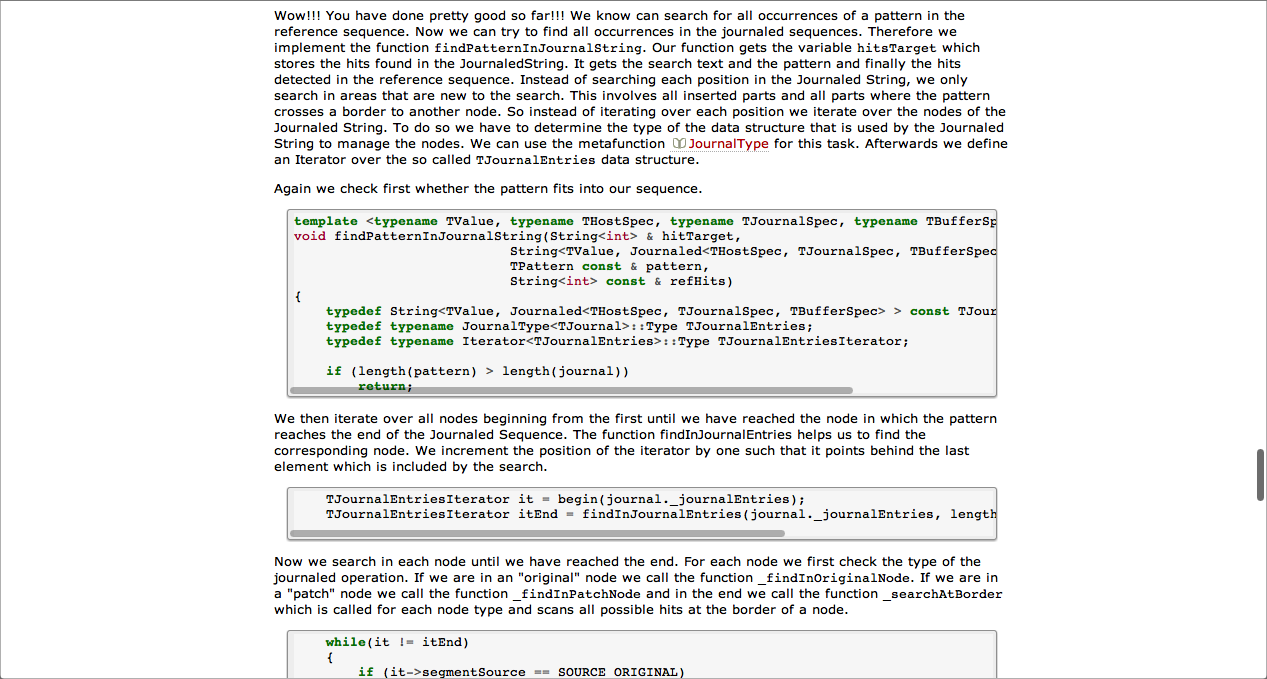 Wow!!! You have done pretty good so far!!! We know can search for all occurrences of a pattern in the
reference sequence. Now we can try to find all occurrences in the journaled sequences. Therefore we
implement the function findPatternInJournalString. Our function gets the variable hitsTarget which
stores the hits found in the JournaledString. It gets the search text and the pattern and finally the hits
detected in the reference sequence. Instead of searching each position in the Journaled String, we only
search in areas that are new to the search. This involves all inserted parts and all parts where the pattern
crosses a border to another node. So instead of iterating over each position we iterate over the nodes of the
Journaled String. To do so we have to determine the type of the data structure that is used by the Journaled
String to manage the nodes. We can use the metafunction JournalType for this task. Afterwards we define
an Iterator over the so called TJournalEntries data structure.
Again we check first whether the pattern fits into our sequence.
template <typename TValue, typename THostSpec, typename TJournalSpec, typename TBufferSp
void findPatternInJournalString(String<int> & hitTarget,
String<TValue, Journaled<THostSpec, TJournalSpec, TBufferSpec
TPattern const & pattern,
String<int> const & refHits)
{
typedef String<TValue, Journaled<THostSpec, TJournalSpec, TBufferSpec> > const TJour
typedef typename JournalType<TJournal>::Type TJournalEntries;
typedef typename Iterator<TJournalEntries>::Type TJournalEntriesIterator;
if (length(pattern) > length(journal))
return;
We then iterate over all nodes beginning from the first until we have reached the node in which the pattern
reaches the end of the Journaled Sequence. The function findInJournalEntries helps us to find the
corresponding node. We increment the position of the iterator by one such that it points behind the last
element which is included by the search.
TJournalEntriesIterator it = begin(journal._journalEntries);
TJournalEntriesIterator itEnd = findInJournalEntries(journal._journalEntries, length
Now we search in each node until we have reached the end. For each node we first check the type of the
journaled operation. If we are in an "original" node we call the function _findInOriginalNode. If we are in
a "patch" node we call the function _findInPatchNode and in the end we call the function _searchAtBorder
which is called for each node type and scans all possible hits at the border of a node.
while(it != itEnd)
{
if (it->segmentSource == SOURCE_ORIGINAL)